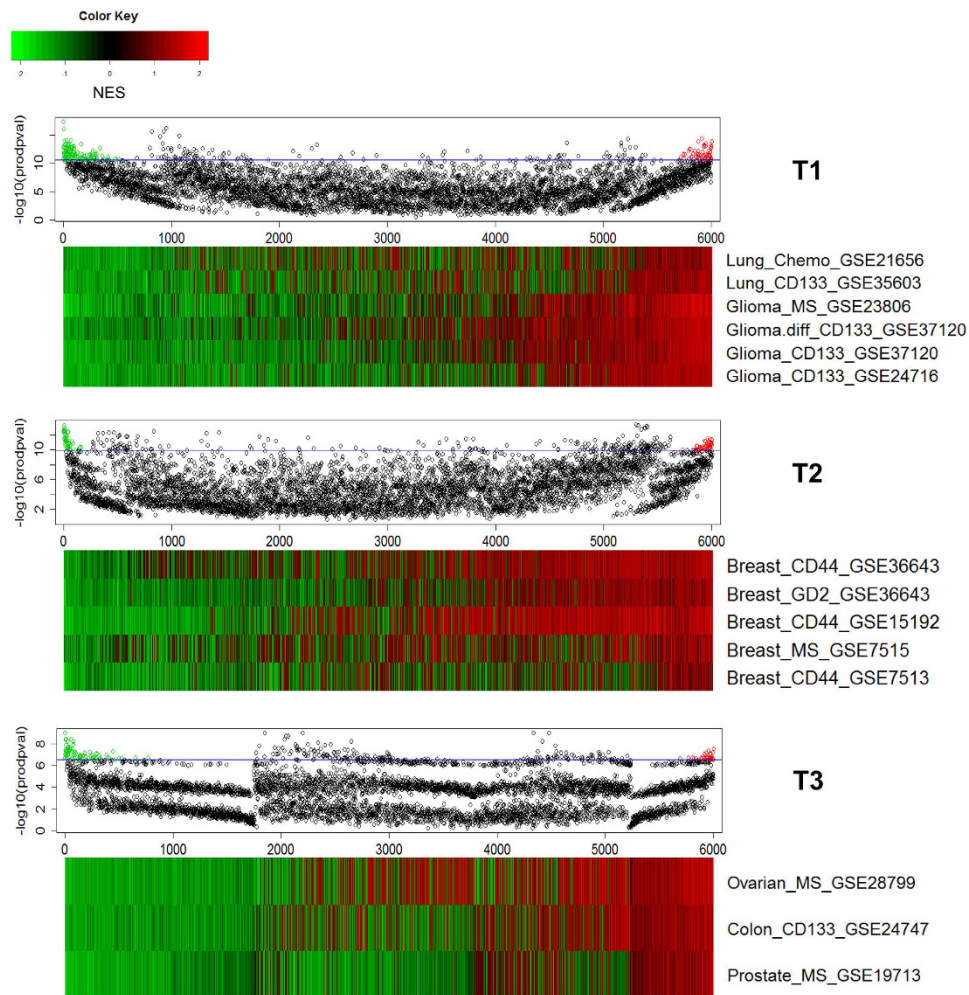 Color Key
-2 -1 0 1 2
NES
-log10(prodpval)
10
5
0
T1
0 1000 2000 3000 4000 5000 6000
Lung_Chemo_GSE21656
Lung_CD133_GSE35603
Glioma_MS_GSE23806
Glioma.diff_CD133_GSE37120
Glioma_CD133_GSE37120
Glioma_CD133_GSE24716
-log10(prodpval)
10
6
2
T2
0 1000 2000 3000 4000 5000 6000
Breast_CD44_GSE36643
Breast_GD2_GSE36643
Breast_CD44_GSE15192
Breast_MS_GSE7515
Breast_CD44_GSE7513
-log10(prodpval)
8
6
4
2
0
T3
0 1000 2000 3000 4000 5000 6000
Ovarian_MS_GSE28799
Colon_CD133_GSE24747
Prostate_MS_GSE19713